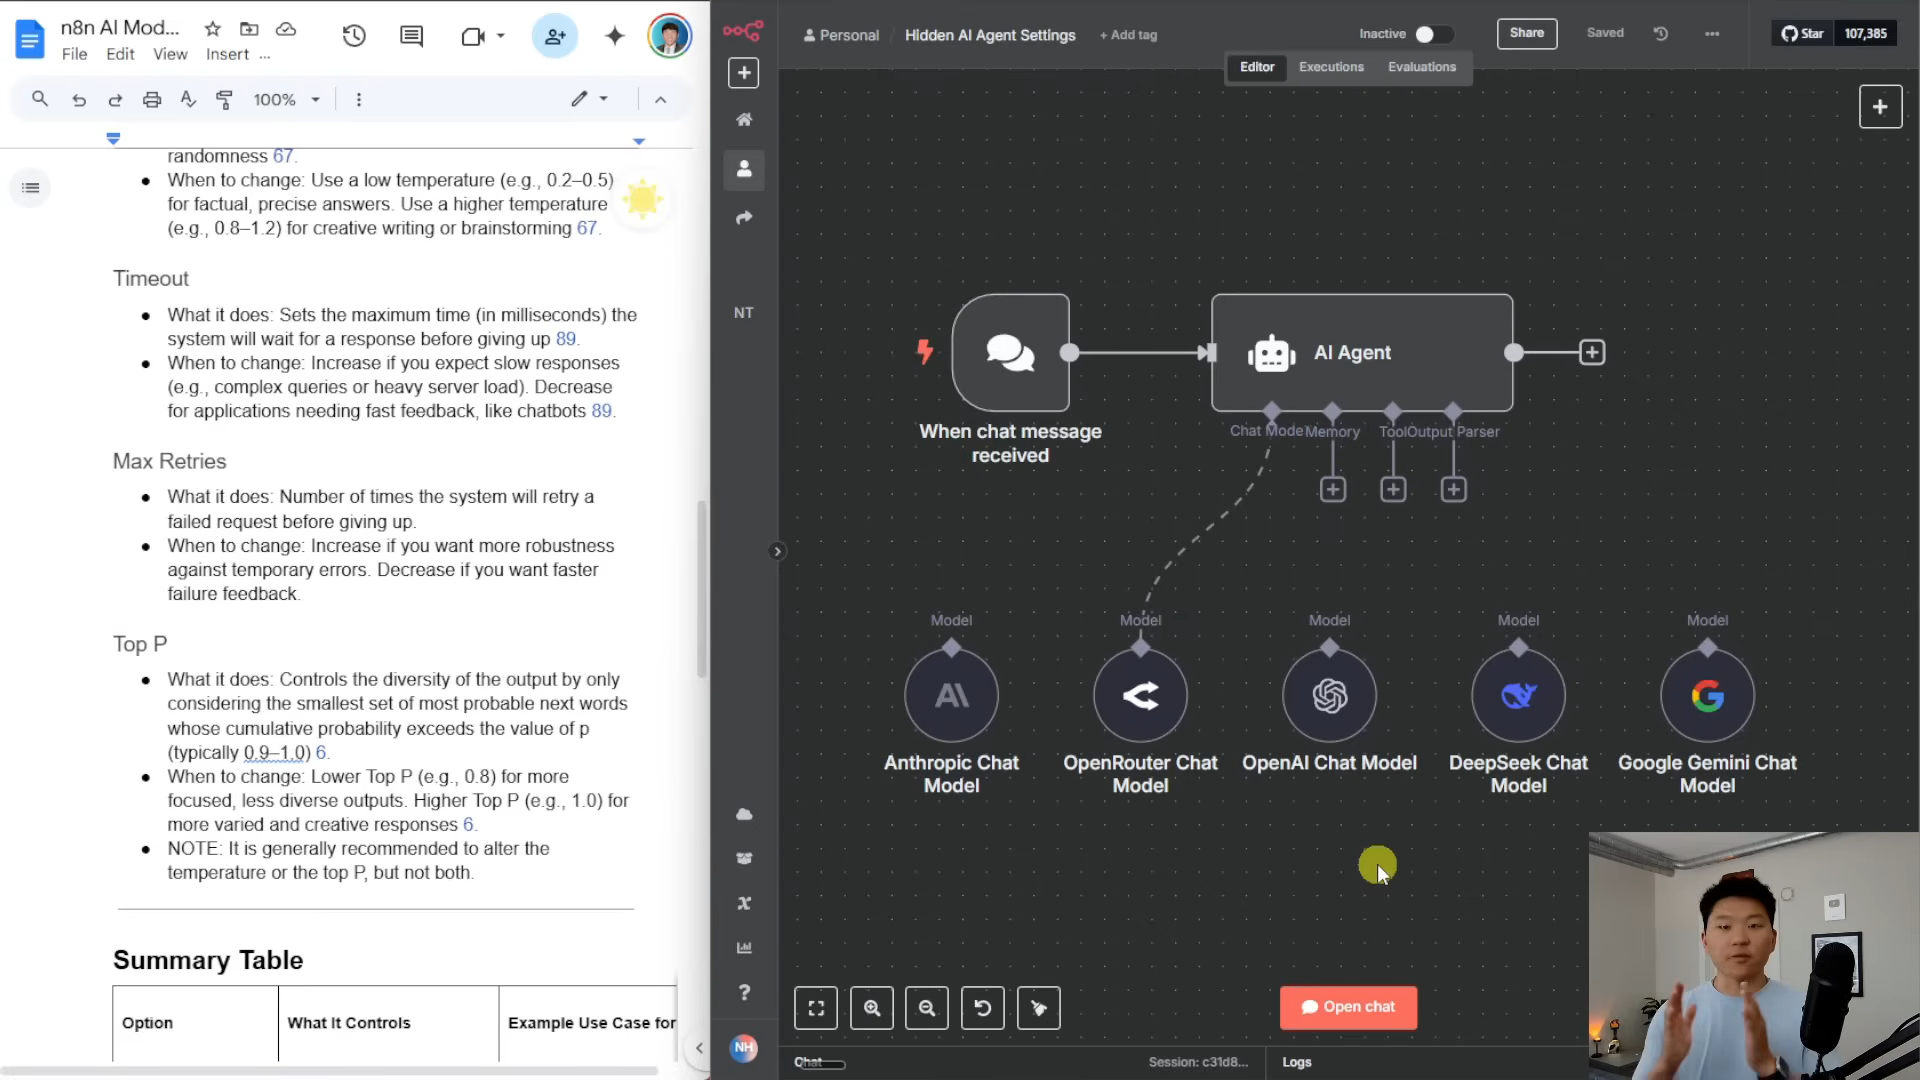 n8n AI Mod...
File Edit View Insert ...
100%
randomness 67.
When to change: Use a low temperature (e.g., 0.2–0.5)
for factual, precise answers. Use a higher temperature
(e.g., 0.8–1.2) for creative writing or brainstorming 67.
Timeout
What it does: Sets the maximum time (in milliseconds) the
system will wait for a response before giving up 89.
When to change: Increase if you expect slow responses
(e.g., complex queries or heavy server load). Decrease
for applications needing fast feedback, like chatbots 89.
Max Retries
What it does: Number of times the system will retry a
failed request before giving up.
When to change: Increase if you want more robustness
against temporary errors. Decrease if you want faster
failure feedback.
Top P
What it does: Controls the diversity of the output by only
considering the smallest set of most probable next words
whose cumulative probability exceeds the value of p
(typically 0.9–1.0) 6.
When to change: Lower Top P (e.g., 0.8) for more
focused, less diverse outputs. Higher Top P (e.g., 1.0) for
more varied and creative responses 6.
NOTE: It is generally recommended to alter the
temperature or the top P, but not both.
Summary Table
Option What It Controls Example Use Case for
Personal / Hidden AI Agent Settings + Add tag
Inactive Share Saved ... Star 107,385
Editor Executions Evaluations
NT
When chat message
received
AI Agent
Chat Mode Memory Tool Output Parser
Model Model Model Model Model
Anthropic Chat
Model
OpenRouter Chat
Model
OpenAI Chat Model
DeepSeek Chat
Model
Google Gemini Chat
Model
NH
Open chat
Chat
Session: c31d8...
Logs